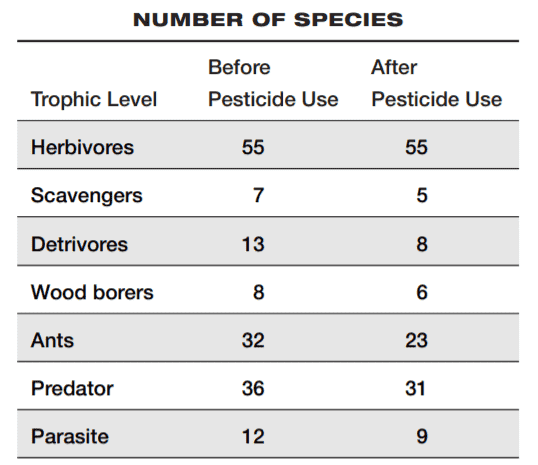 NUMBER OF SPECIES
Before After
Trophic Level Pesticide Use Pesticide Use
Herbivores 55 55
Scavengers 7 5
Detrivores 13 8
Wood borers 8 6
Ants 32 23
Predator 36 31
Parasite 12 9